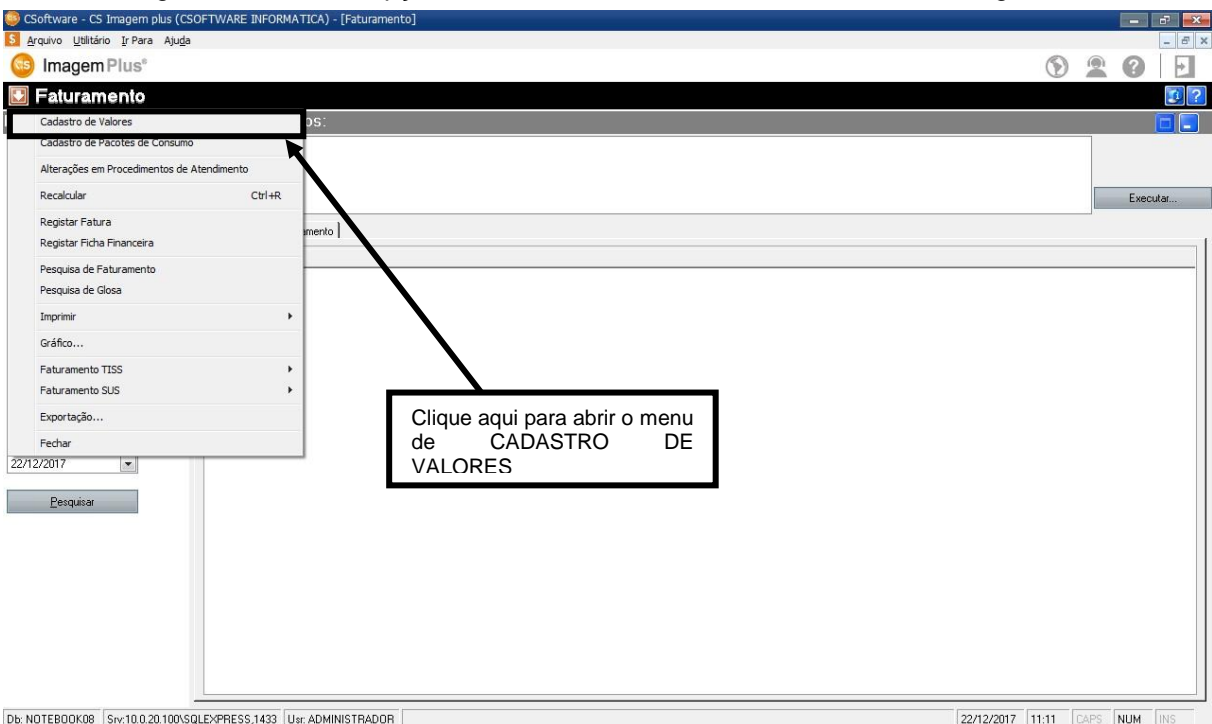 CSoftware - CS Imagem plus (CSOFTWARE INFORMATICA) - [Faturamento]
Arquivo Utilitário Ir Para Ajuda
cs ImagemPlus®
Faturamento
Cadastro de Valores
os:
Cadastro de Pacotes de Consumo
Alterações em Procedimentos de Atendimento
Recalcular Ctrl+R
Executar...
Registar Fatura
amento
Registar Ficha Financeira
Pesquisa de Faturamento
Pesquisa de Glosa
Imprimir
Gráfico...
Faturamento TISS
Faturamento SUS
Exportação...
Fechar
Clique aqui para abrir o menu
de CADASTRO DE
VALORES
22/12/2017
Pesquisar
Db: NOTEBOOK08 Srv:10.0.20.100\SQLEXPRESS,1433 Usr: ADMINISTRADOR 22/12/2017 11:11 CAPS NUM INS